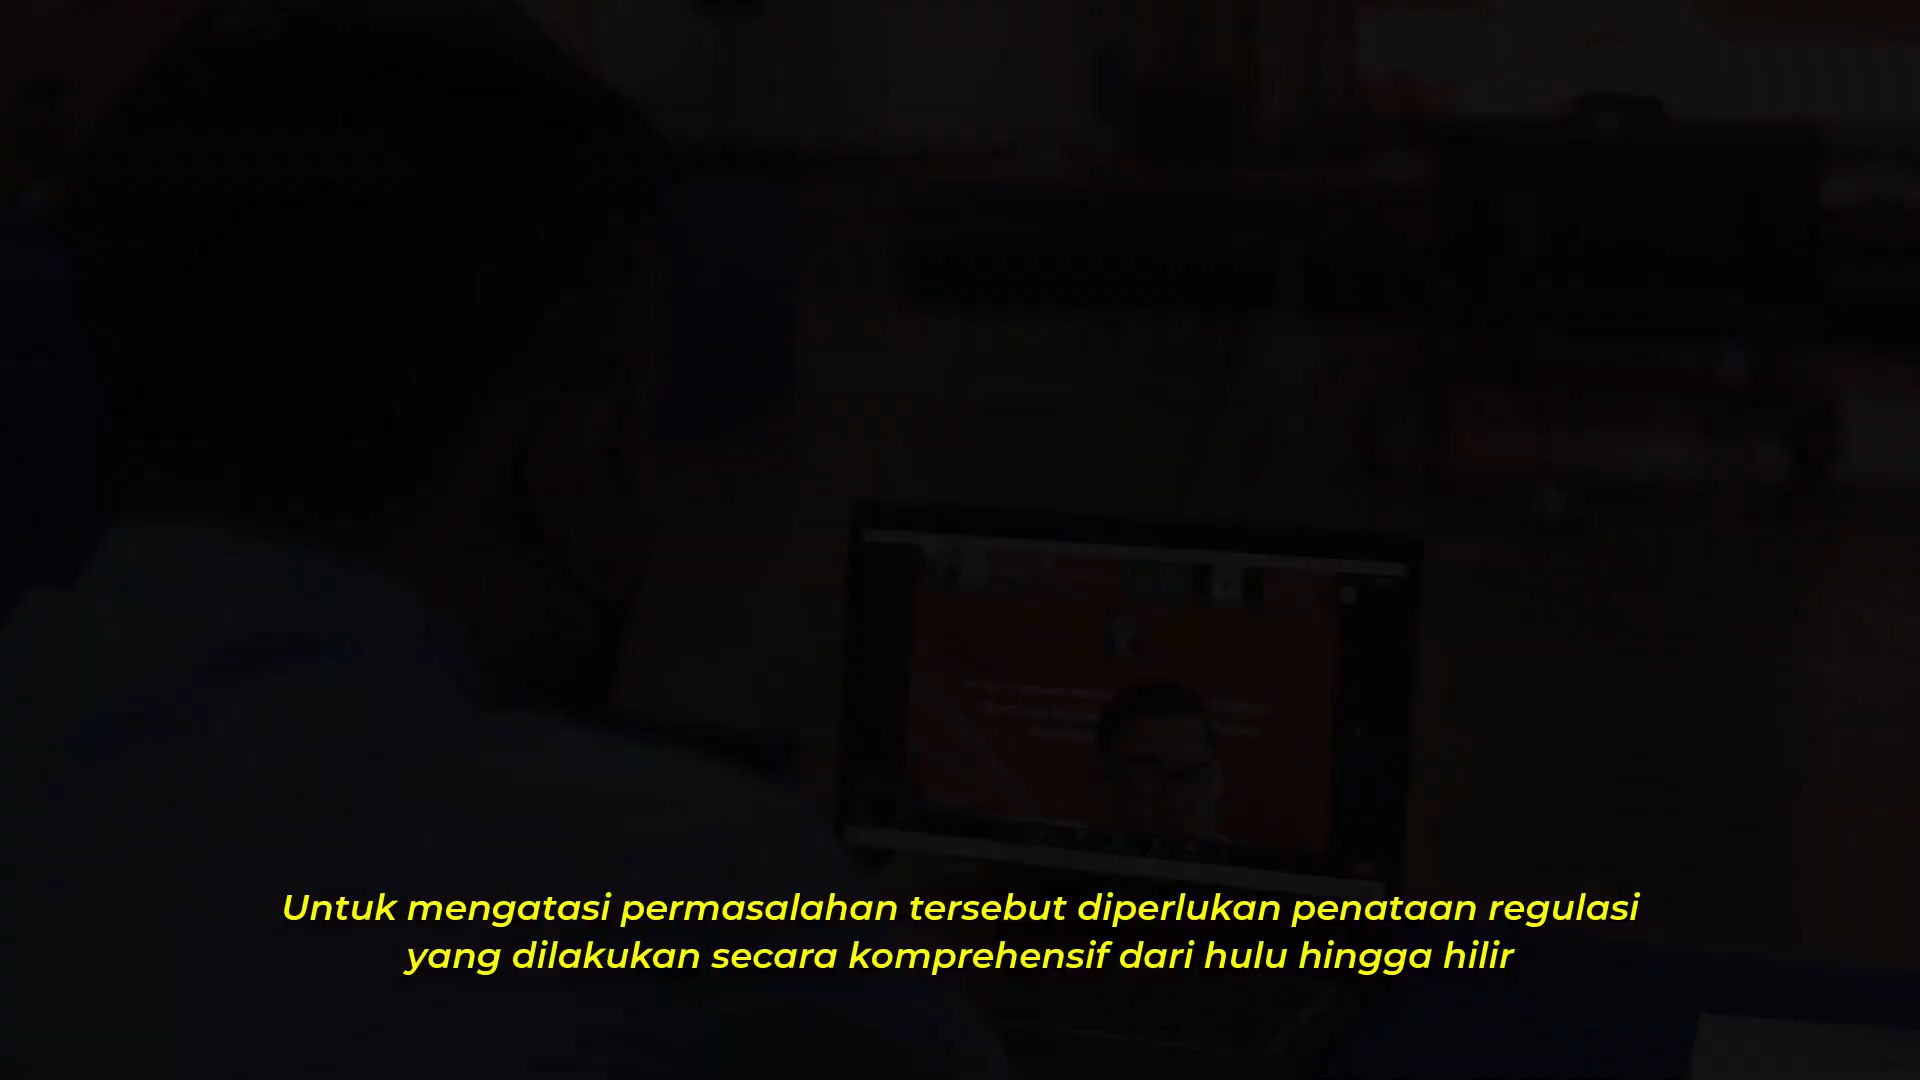 Untuk mengatasi permasalahan tersebut diperlukan penataan regulasi
yang dilakukan secara komprehensif dari hulu hingga hilir